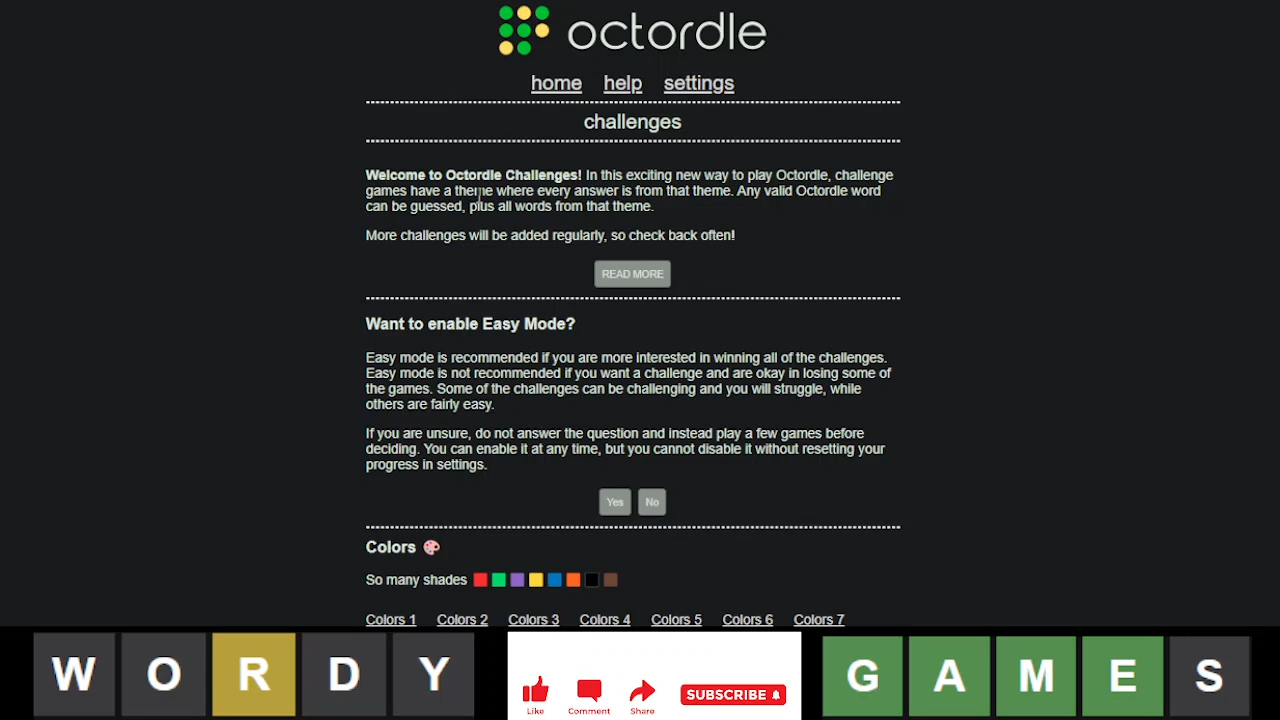 octordle
home help settings
challenges
Welcome to Octordle Challenges! In this exciting new way to play Octordle, challenge
games have a theme where every answer is from that theme. Any valid Octordle word
can be guessed, plus all words from that theme.
More challenges will be added regularly, so check back often!
READ MORE
Want to enable Easy Mode?
Easy mode is recommended if you are more interested in winning all of the challenges.
Easy mode is not recommended if you want a challenge and are okay in losing some of
the games. Some of the challenges can be challenging and you will struggle, while
others are fairly easy.
If you are unsure, do not answer the question and instead play a few games before
deciding. You can enable it at any time, but you cannot disable it without resetting your
progress in settings.
Yes No
Colors
So many shades
Colors 1 Colors 2 Colors 3 Colors 4 Colors 5 Colors 6 Colors 7
WORDY
Like Comment Share SUBSCRIBE
GAMES